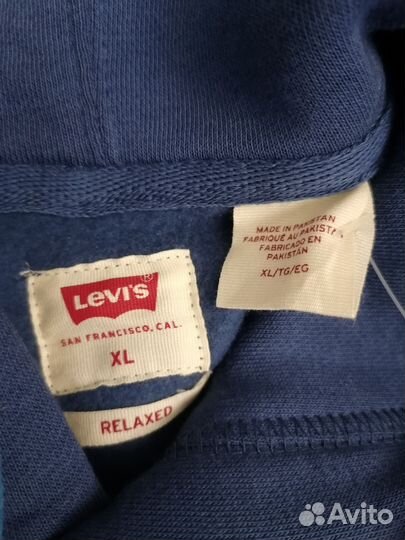 MADE IN PAKISTAN
FABRIQUÉ AU PAKISTAN
FABRICADO EN
PAKISTÁN
XL/TG/EG
Levi's®
SAN FRANCISCO, CAL.
XL
RELAXED
Avito